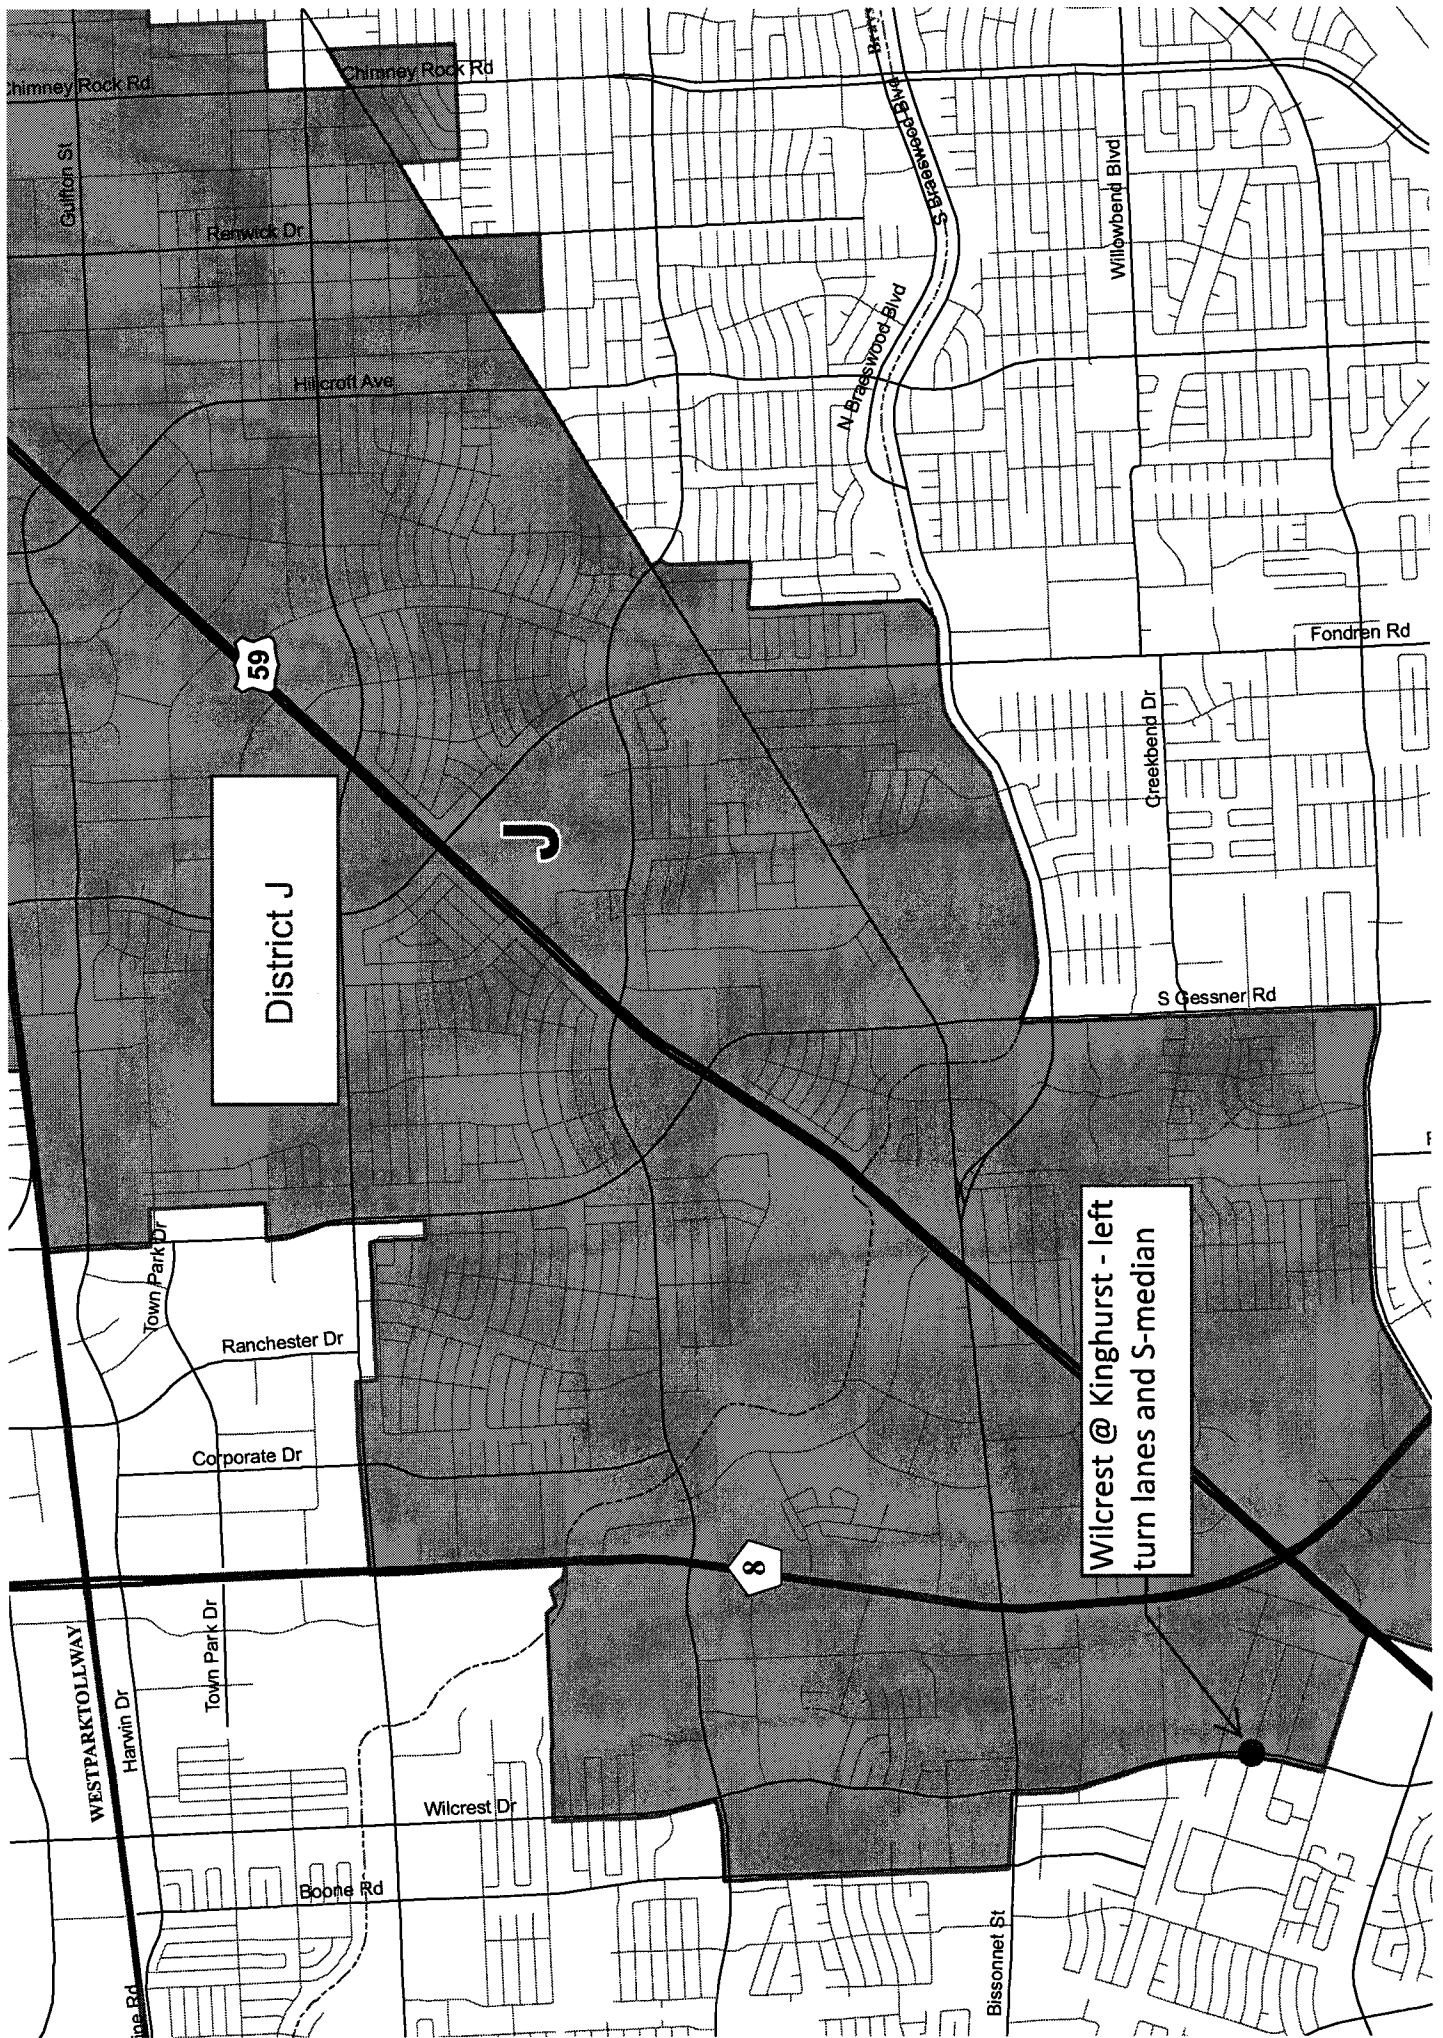 Chimney Rock Rd
Chimney Rock Rd
Gulfton St
Renwick Dr
Hillcroft Ave
S Braeswood Blvd
N Braeswood Blvd
Willowbend Blvd
Fondren Rd
Creekbend Dr
S Gessner Rd
59
District J
J
Town Park Dr
Ranchester Dr
Corporate Dr
8
Wilcrest @ Kinghurst - left
turn lanes and S-median
WESTPARKTOLLWAY
Harwin Dr
Town Park Dr
Wilcrest Dr
Boone Rd
Bissonnet St